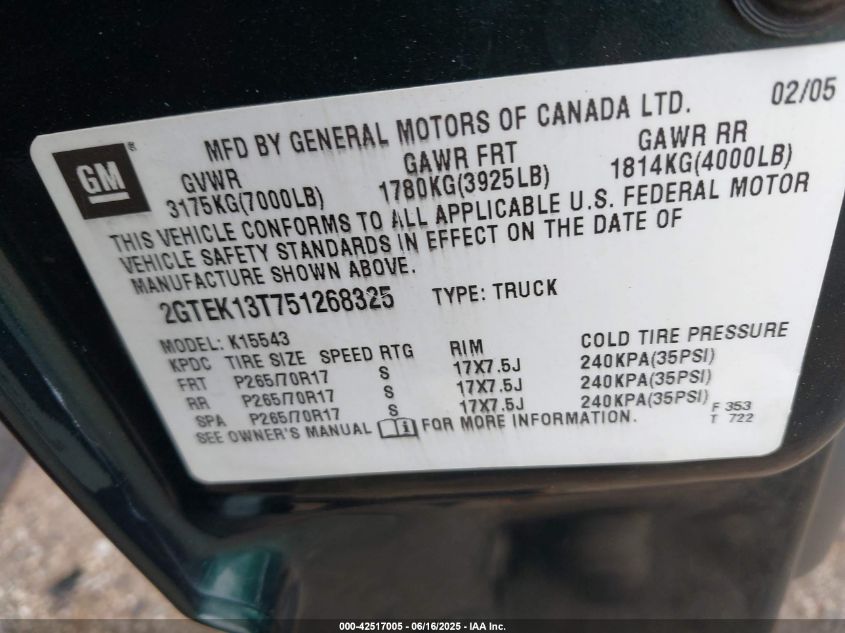 GM®
MFD BY GENERAL MOTORS OF CANADA LTD. 02/05
GVWR GAWR FRT GAWR RR
3175KG(7000LB) 1780KG(3925LB) 1814KG(4000LB)
THIS VEHICLE CONFORMS TO ALL APPLICABLE U.S. FEDERAL MOTOR
VEHICLE SAFETY STANDARDS IN EFFECT ON THE DATE OF
MANUFACTURE SHOWN ABOVE.
2GTEK13T751268325 TYPE: TRUCK
MODEL: K15543
KPDC TIRE SIZE SPEED RTG RIM COLD TIRE PRESSURE
FRT P265/70R17 S 17X7.5J 240KPA(35PSI)
RR P265/70R17 S 17X7.5J 240KPA(35PSI)
SPA P265/70R17 S 17X7.5J 240KPA(35PSI)
SEE OWNER'S MANUAL FOR MORE INFORMATION.
F 353
T 722
000-42517005 - 06/16/2025 - IAA Inc.